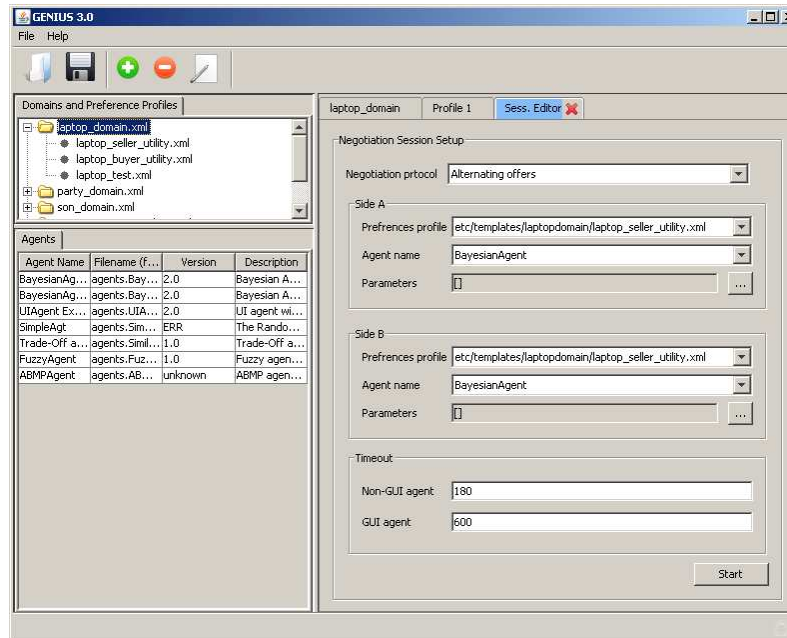 GENIUS 3.0
File Help
Domains and Preference Profiles
laptop_domain.xml
laptop_seller_utility.xml
laptop_buyer_utility.xml
laptop_test.xml
party_domain.xml
son_domain.xml
Agents
Agent Name Filename (f... Version Description
BayesianAg... agents.Bay... 2.0 Bayesian A...
BayesianAg... agents.Bay... 2.0 Bayesian A...
UIAgent Ex... agents.UIA... 2.0 UI agent wi...
SimpleAgt agents.Sim... ERR The Rando...
Trade-Off a... agents.Simil... 1.0 Trade-Off a...
FuzzyAgent agents.Fuz... 1.0 Fuzzy agen...
ABMPAgent agents.AB... unknown ABMP agen...
laptop_domain Profile 1 Sess. Editor
Negotiation Session Setup
Negotiation prtocol Alternating offers
Side A
Prefrences profile etc/templates/laptopdomain/laptop_seller_utility.xml
Agent name BayesianAgent
Parameters [] ...
Side B
Prefrences profile etc/templates/laptopdomain/laptop_seller_utility.xml
Agent name BayesianAgent
Parameters [] ...
Timeout
Non-GUI agent 180
GUI agent 600
Start